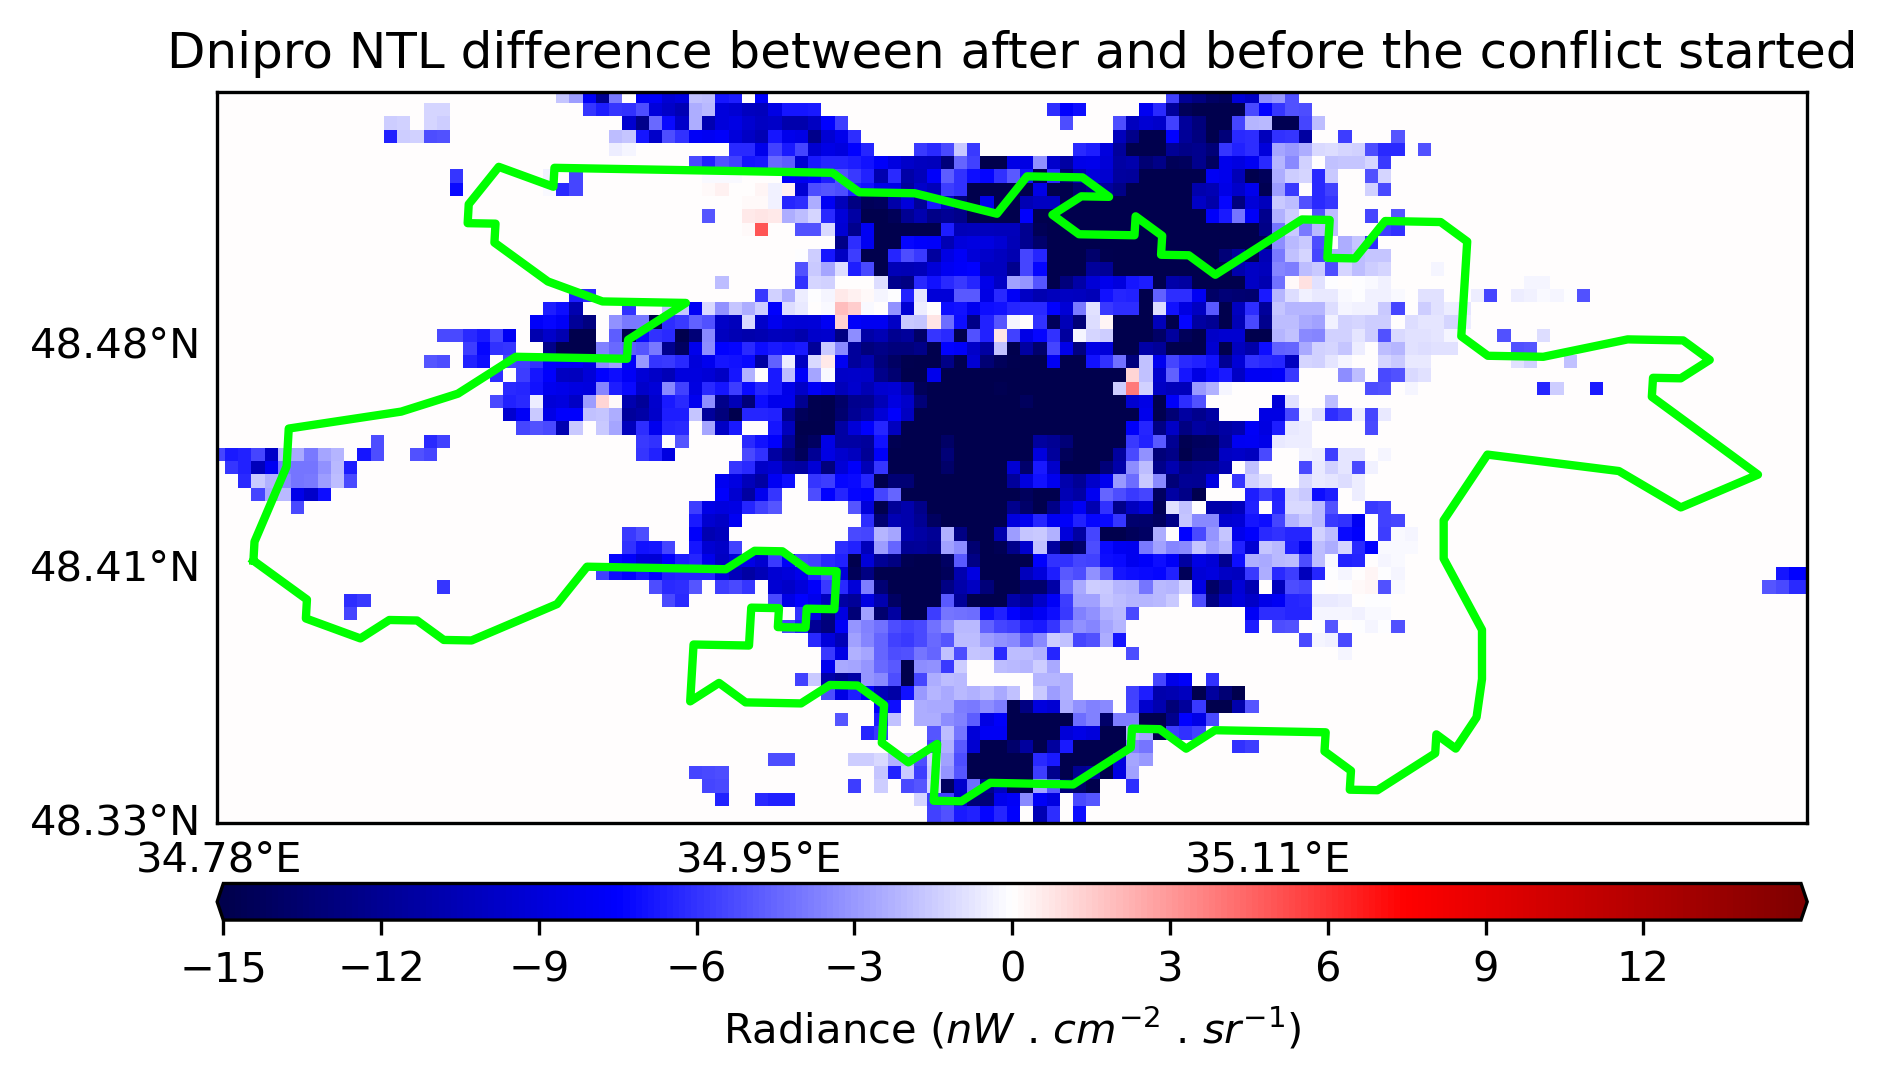 Dnipro NTL difference between after and before the conflict started
48.48°N
48.41°N
48.33°N
34.78°E 34.95°E 35.11°E
−15 −12 −9 −6 −3 0 3 6 9 12
Radiance (nW . cm⁻² . sr⁻¹)